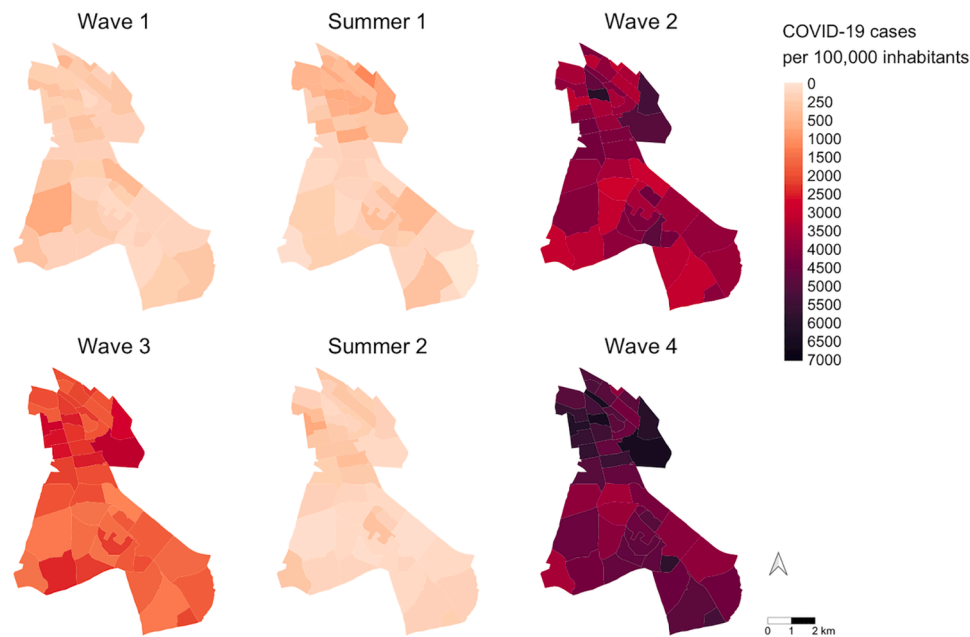 Wave 1
Summer 1
Wave 2
COVID-19 cases
per 100,000 inhabitants
0
250
500
1000
1500
2000
2500
3000
3500
4000
4500
5000
5500
6000
6500
7000
Wave 3
Summer 2
Wave 4
0 1 2 km